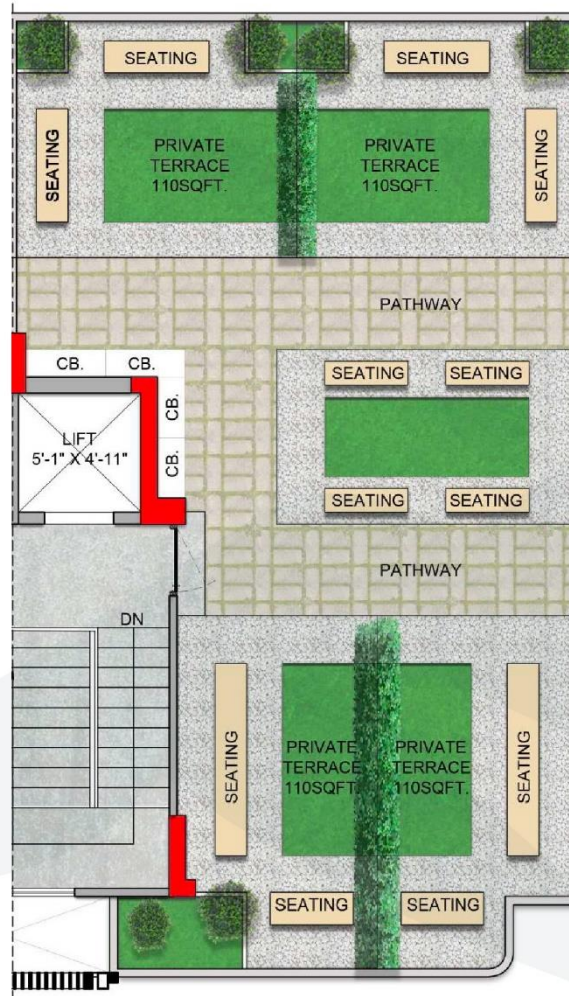 SEATING
SEATING
SEATING
PRIVATE
TERRACE
110SQFT.
PRIVATE
TERRACE
110SQFT.
SEATING
PATHWAY
CB.
CB.
CB.
CB.
LIFT
5'-1" X 4'-11"
SEATING
SEATING
SEATING
SEATING
PATHWAY
DN
SEATING
PRIVATE
TERRACE
110SQFT.
PRIVATE
TERRACE
110SQFT.
SEATING
SEATING
SEATING